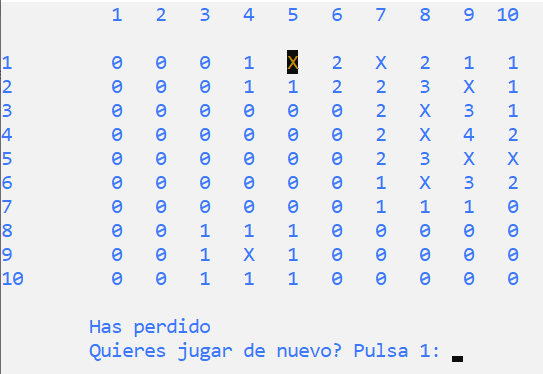 1 2 3 4 5 6 7 8 9 10
1 0 0 0 1 X 2 X 2 1 1
2 0 0 0 1 1 2 2 3 X 1
3 0 0 0 0 0 0 2 X 3 1
4 0 0 0 0 0 0 2 X 4 2
5 0 0 0 0 0 0 2 3 X X
6 0 0 0 0 0 0 1 X 3 2
7 0 0 0 0 0 0 1 1 1 0
8 0 0 1 1 1 0 0 0 0 0
9 0 0 1 X 1 0 0 0 0 0
10 0 0 1 1 1 0 0 0 0 0
Has perdido
Quieres jugar de nuevo? Pulsa 1: